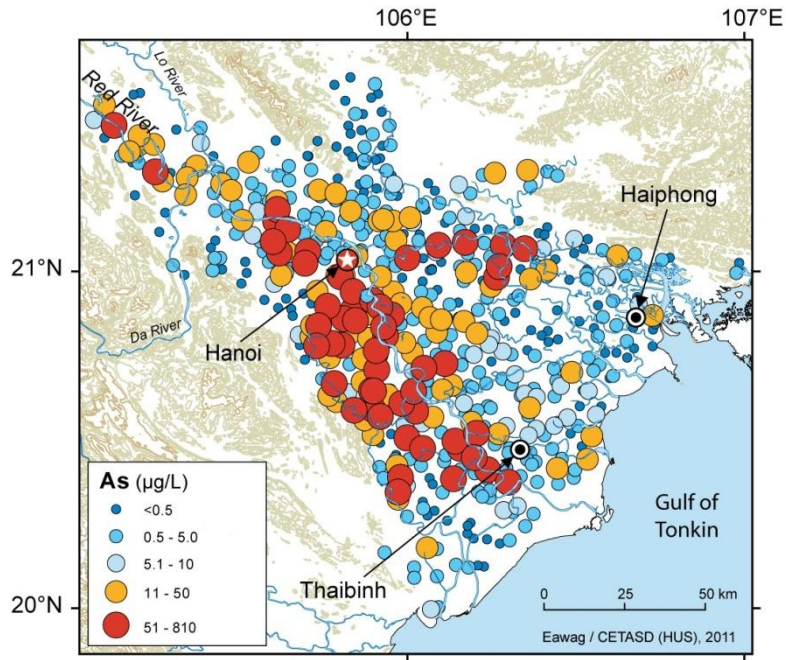 106°E
107°E
Lo River
Red River
Haiphong
21°N
Da River
Hanoi
As (µg/L)
<0.5
0.5 - 5.0
5.1 - 10
11 - 50
51 - 810
Gulf of
Tonkin
Thaibinh
20°N
0 25 50 km
Eawag / CETASD (HUS), 2011